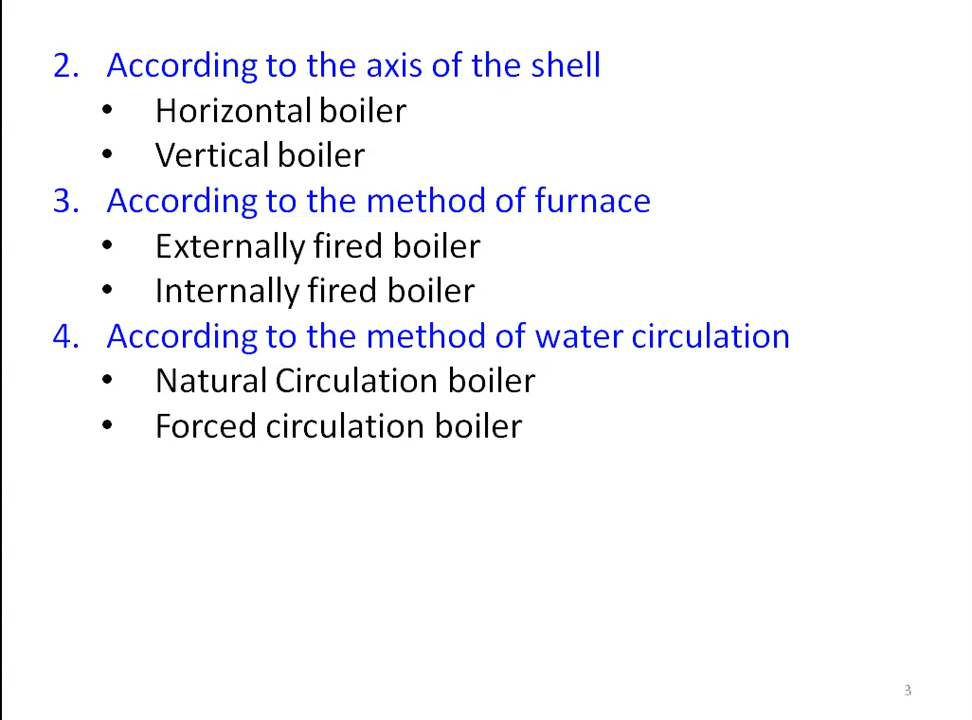 2. According to the axis of the shell
• Horizontal boiler
• Vertical boiler
3. According to the method of furnace
• Externally fired boiler
• Internally fired boiler
4. According to the method of water circulation
• Natural Circulation boiler
• Forced circulation boiler
3